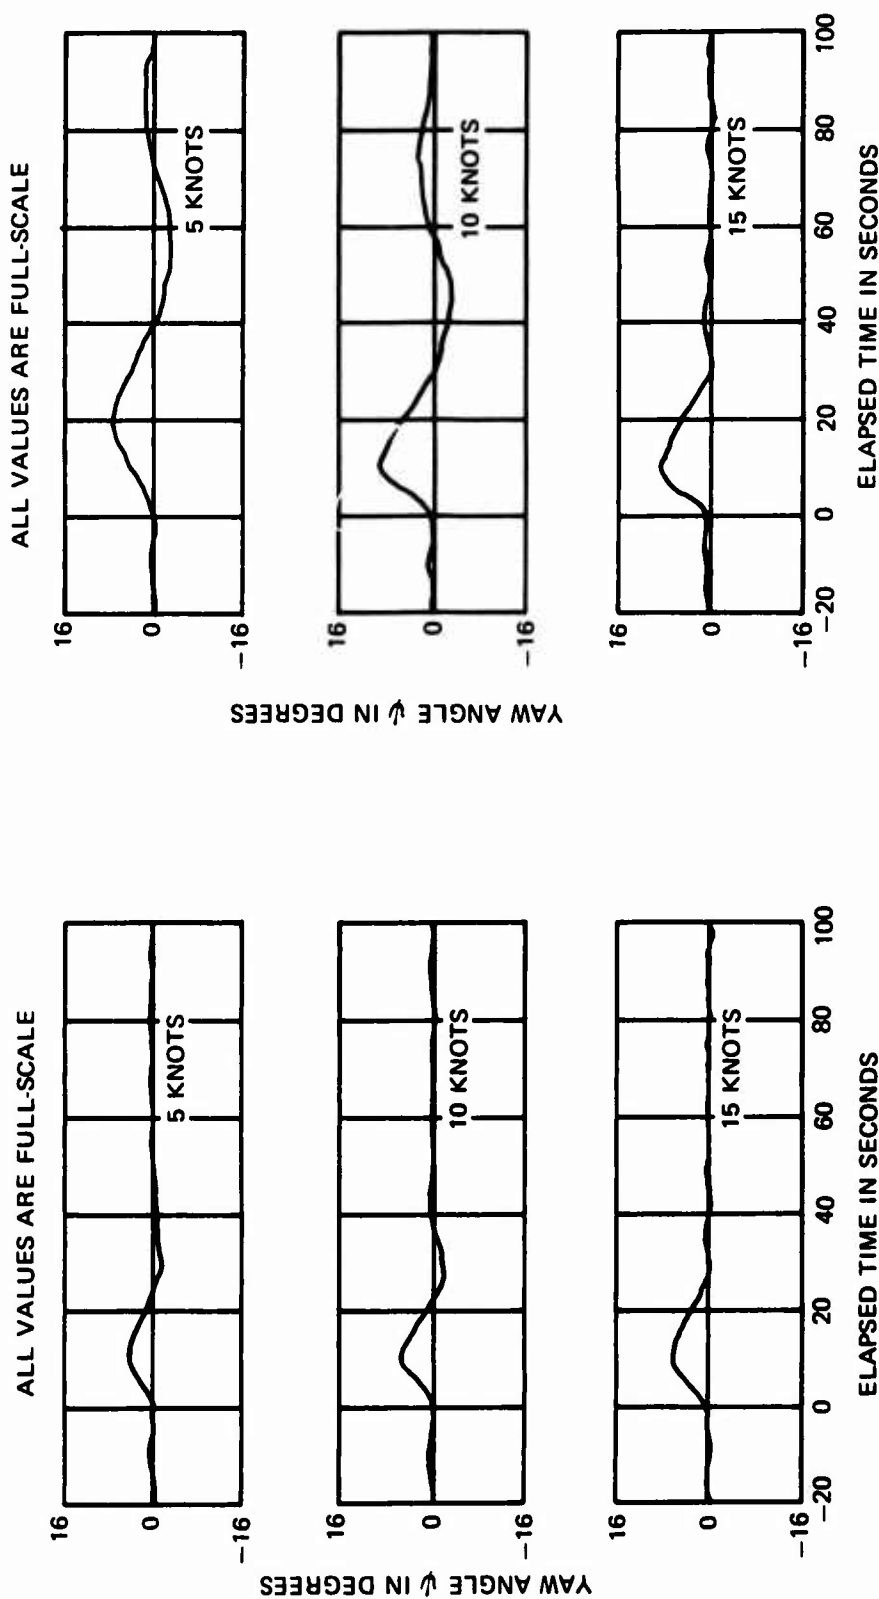 ALL VALUES ARE FULL-SCALE
YAW ANGLE ψ IN DEGREES
16
0
-16
5 KNOTS
16
0
-16
10 KNOTS
16
0
-16
15 KNOTS
-20 0 20 40 60 80 100
ELAPSED TIME IN SECONDS
ALL VALUES ARE FULL-SCALE
YAW ANGLE ψ IN DEGREES
16
0
-16
5 KNOTS
16
0
-16
10 KNOTS
16
0
-16
15 KNOTS
-20 0 20 40 60 80 100
ELAPSED TIME IN SECONDS